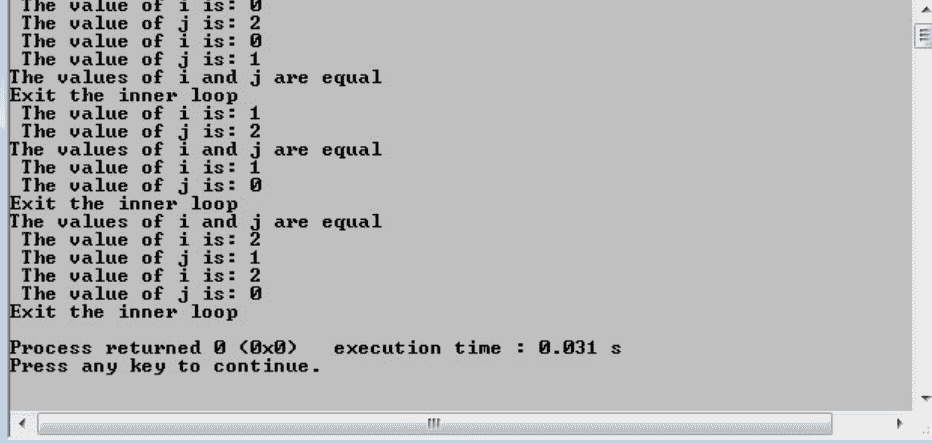 The value of i is: 0
The value of j is: 2
The value of i is: 0
The value of j is: 1
The values of i and j are equal
Exit the inner loop
The value of i is: 1
The value of j is: 2
The values of i and j are equal
The value of i is: 1
The value of j is: 0
Exit the inner loop
The values of i and j are equal
The value of i is: 2
The value of j is: 1
The value of i is: 2
The value of j is: 0
Exit the inner loop
Process returned 0 (0x0)   execution time : 0.031 s
Press any key to continue.